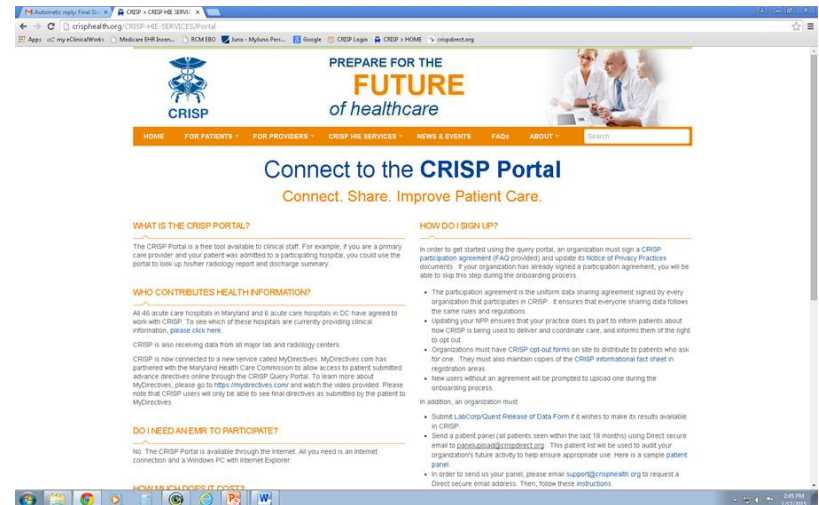 Automatic reply: Final Sli
CRISP > CRISP HIE SERVIC
crisphealth.org/CRISP-HIE-SERVICES/Portal
Apps my eClinicalWorks Medicare EHR Incen... RCM EBO Juno - MyJuno Pers... Google CRISP Login CRISP > HOME crispdirect.org
CRISP
PREPARE FOR THE
FUTURE
of healthcare
HOME FOR PATIENTS FOR PROVIDERS CRISP HIE SERVICES NEWS & EVENTS FAQs ABOUT Search...
Connect to the CRISP Portal
Connect. Share. Improve Patient Care.
WHAT IS THE CRISP PORTAL?
The CRISP Portal is a free tool available to clinical staff. For example, if you are a primary
care provider and your patient was admitted to a participating hospital, you could use the
portal to look up his/her radiology report and discharge summary.
WHO CONTRIBUTES HEALTH INFORMATION?
All 46 acute care hospitals in Maryland and 6 acute care hospitals in DC have agreed to
work with CRISP. To see which of these hospitals are currently providing clinical
information, please click here.
CRISP is also receiving data from all major lab and radiology centers.
CRISP is now connected to a new service called MyDirectives. MyDirectives.com has
partnered with the Maryland Health Care Commission to allow access to patient submitted
advance directives online through the CRISP Query Portal. To learn more about
MyDirectives, please go to https://mydirectives.com/ and watch the video provided. Please
note that CRISP users will only be able to see final directives as submitted by the patient to
MyDirectives.
DO I NEED AN EMR TO PARTICIPATE?
No. The CRISP Portal is available through the Internet. All you need is an Internet
connection and a Windows PC with Internet Explorer.
HOW MUCH DOES IT COST?
HOW DO I SIGN UP?
In order to get started using the query portal, an organization must sign a CRISP
participation agreement (FAQ provided) and update its Notice of Privacy Practices
documents. If your organization has already signed a participation agreement, you will be
able to skip this step during the onboarding process.
The participation agreement is the uniform data sharing agreement signed by every
organization that participates in CRISP. It ensures that everyone sharing data follows
the same rules and regulations.
Updating your NPP ensures that your practice does its part to inform patients about
how CRISP is being used to deliver and coordinate care, and informs them of the right
to opt out.
Organizations must have CRISP opt-out forms on site to distribute to patients who ask
for one. They must also maintain copies of the CRISP informational fact sheet in
registration areas.
New users without an agreement will be prompted to upload one during the
onboarding process.
In addition, an organization must:
Submit LabCorp/Quest Release of Data Form if it wishes to make its results available
in CRISP.
Send a patient panel (all patients seen within the last 18 months) using Direct secure
email to panelupload@crispdirect.org. This patient list will be used to audit your
organization's future activity to help ensure appropriate use. Here is a sample patient
panel.
In order to send us your panel, please email support@crisphealth.org to request a
Direct secure email address. Then, follow these instructions.
2:45 PM